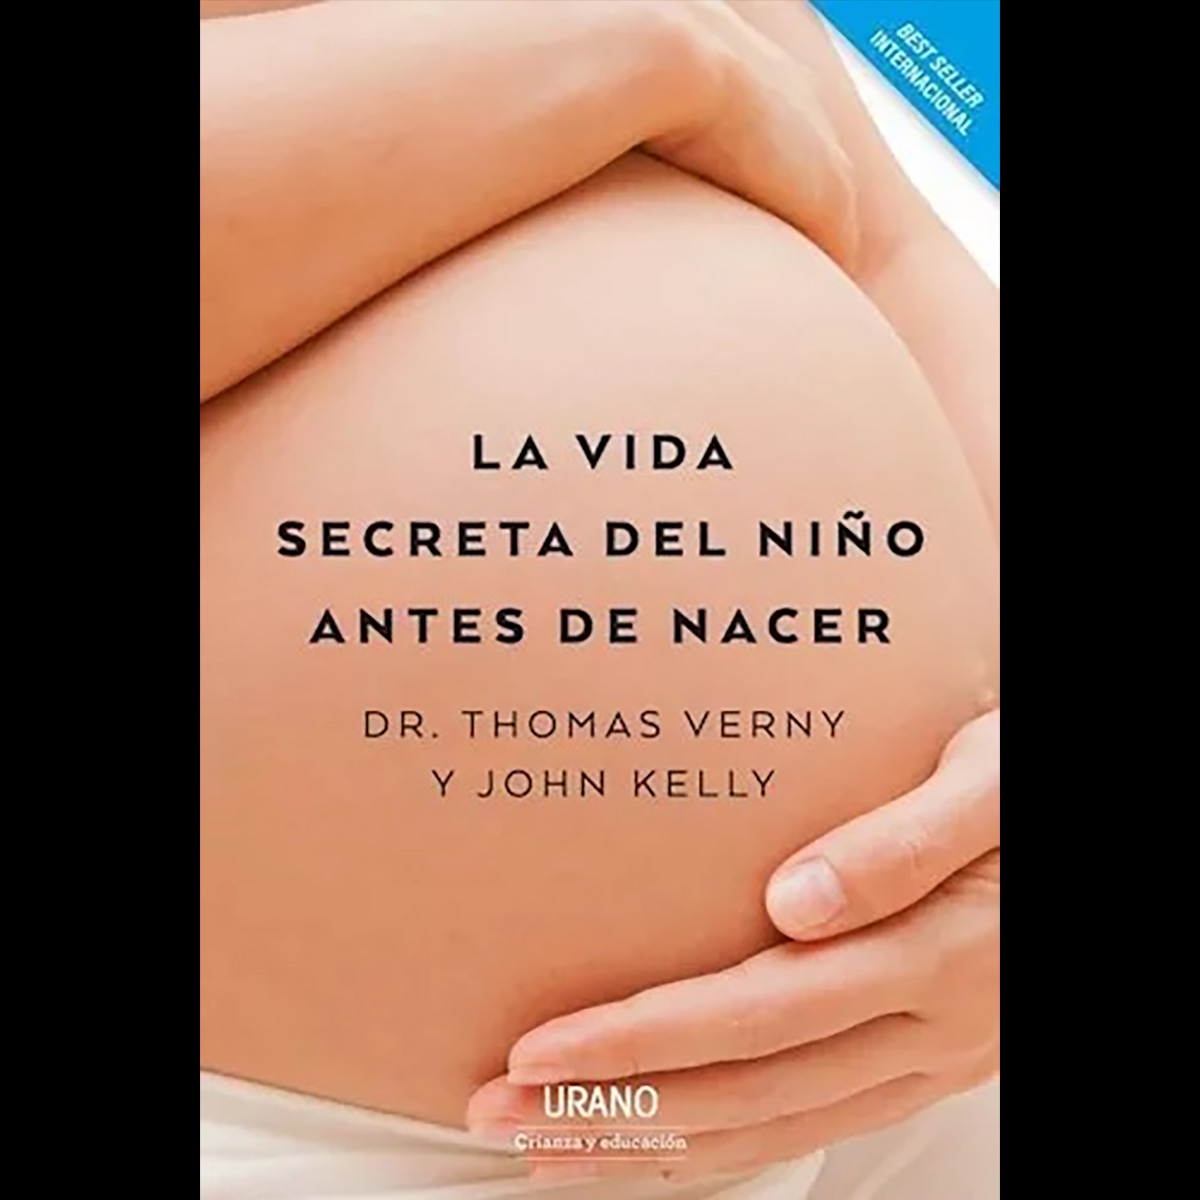 BEST SELLER
INTERNACIONAL
LA VIDA
SECRETA DEL NIÑO
ANTES DE NACER
DR. THOMAS VERNY
Y JOHN KELLY
URANO
Crianza y educación